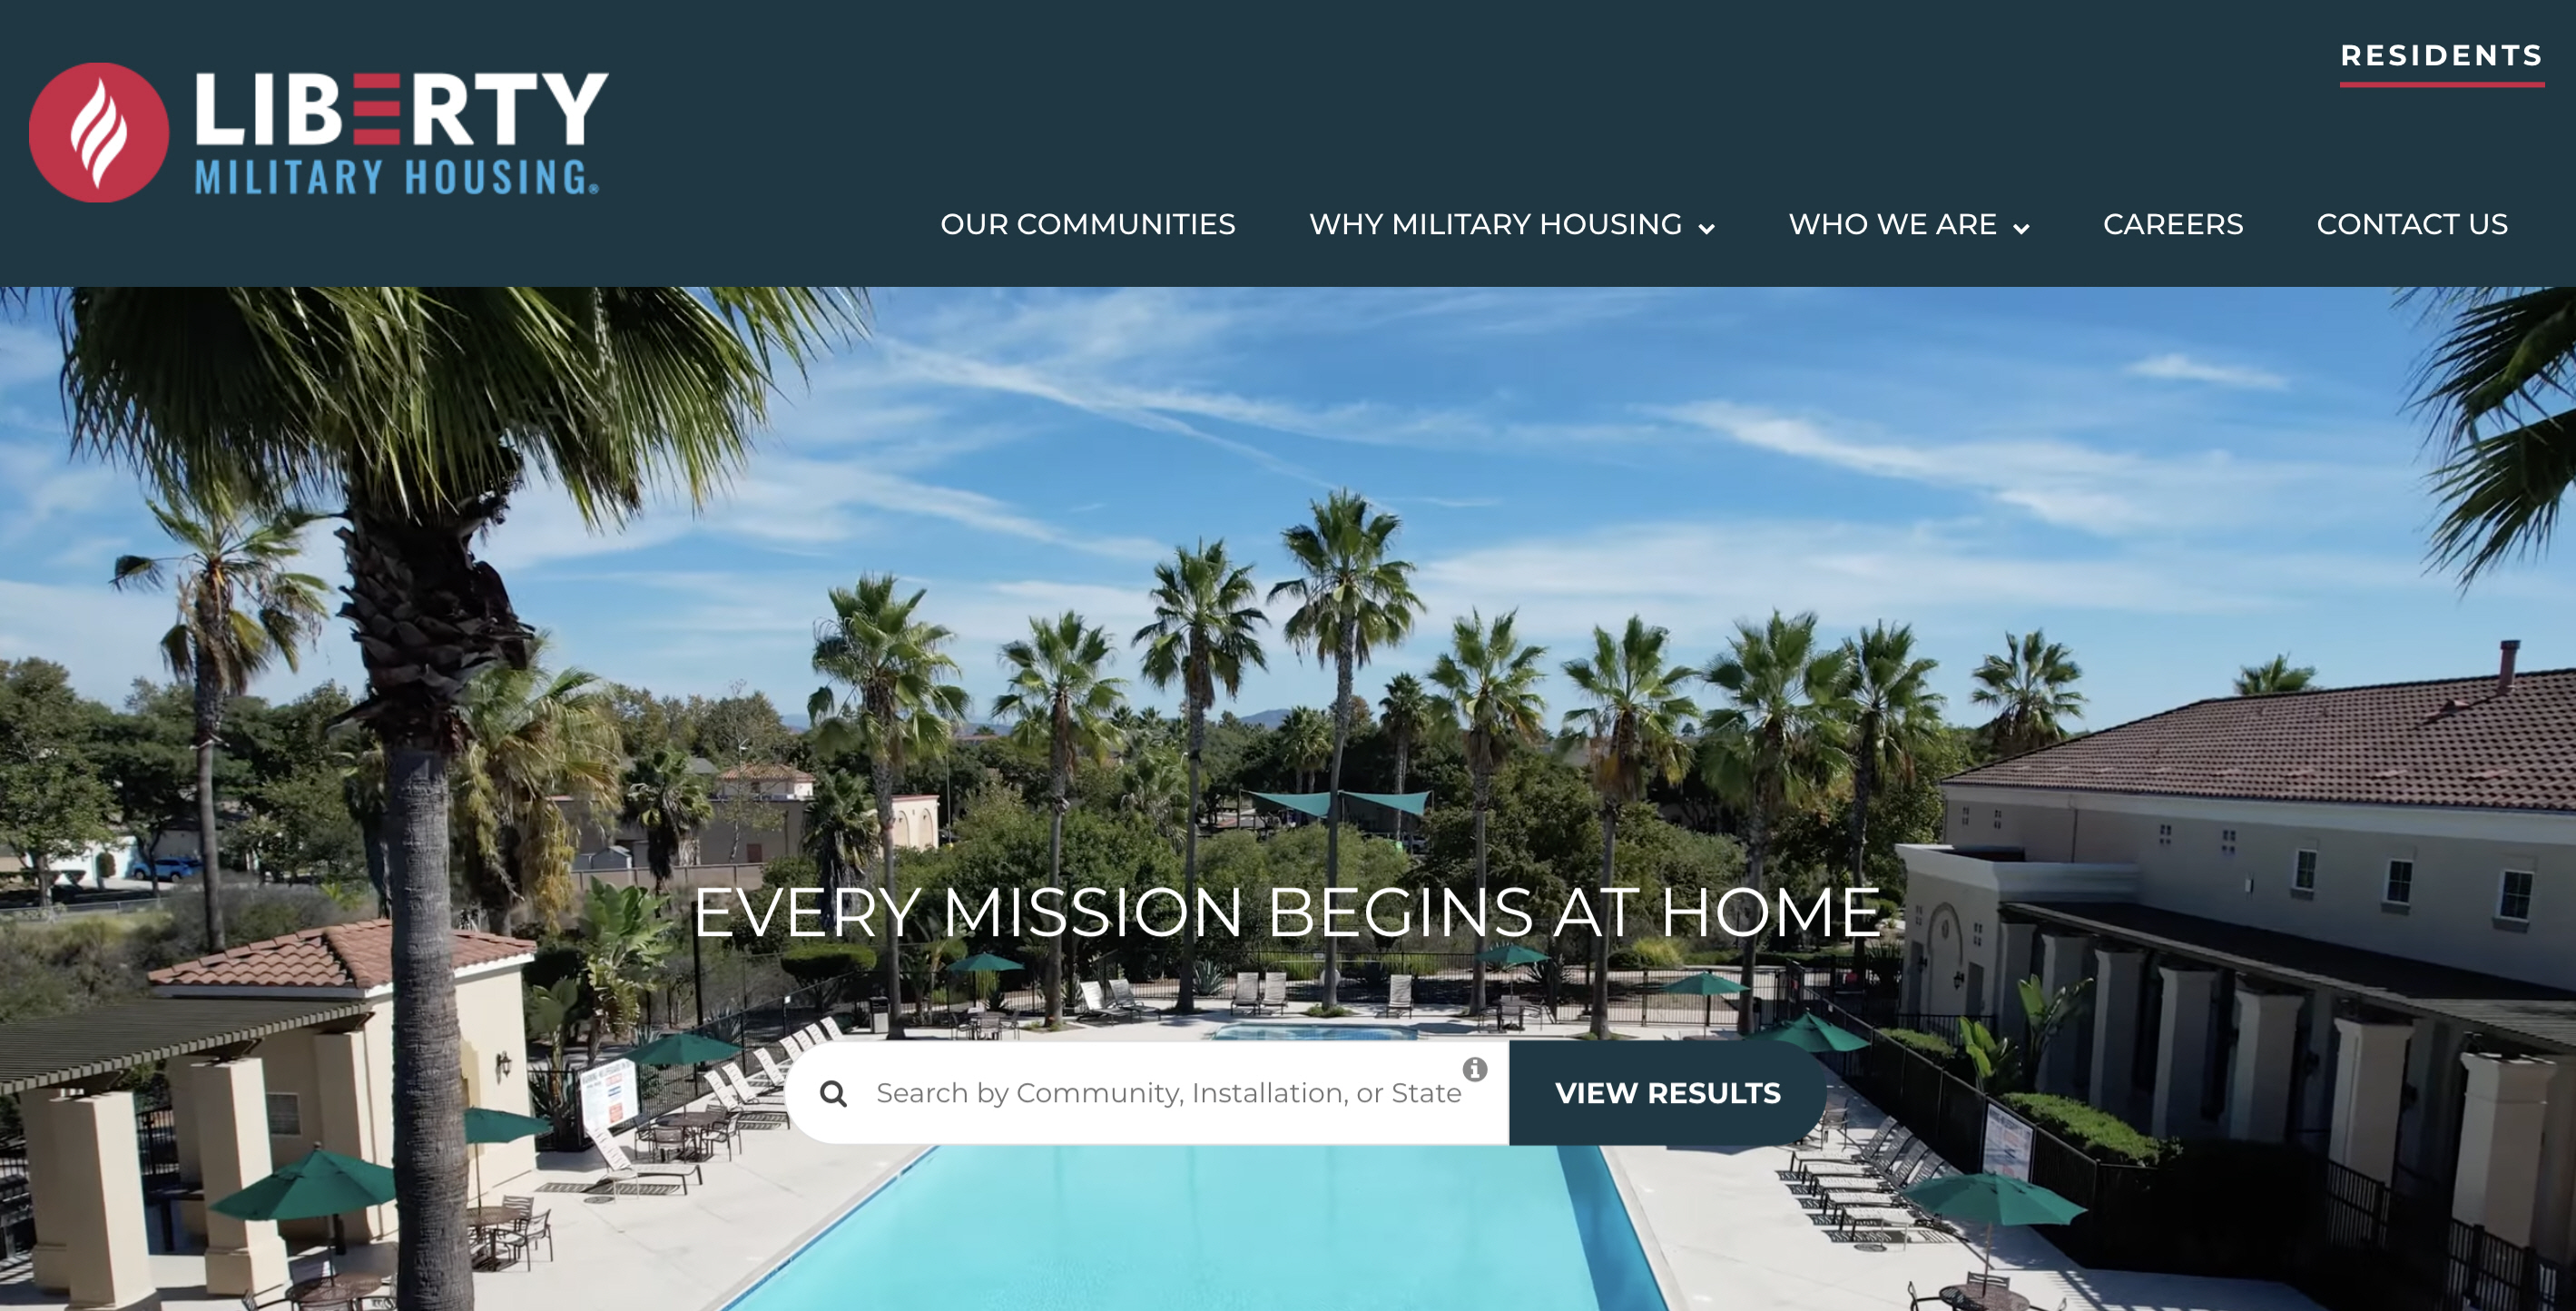 RESIDENTS
LIBERTY
MILITARY HOUSING®
OUR COMMUNITIES
WHY MILITARY HOUSING
WHO WE ARE
CAREERS
CONTACT US
EVERY MISSION BEGINS AT HOME
Search by Community, Installation, or State
VIEW RESULTS